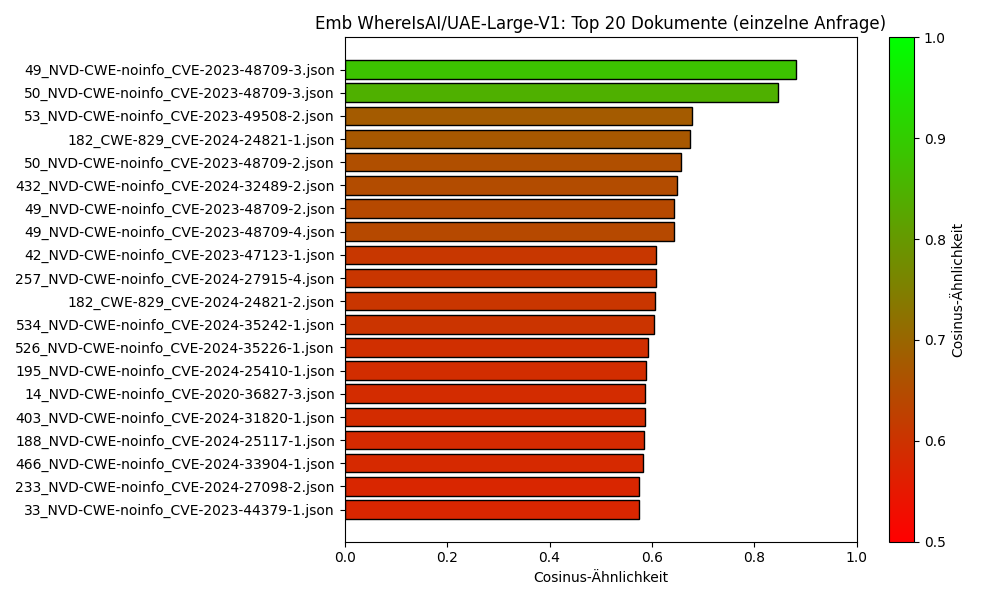 Emb WhereIsAI/UAE-Large-V1: Top 20 Dokumente (einzelne Anfrage)
49_NVD-CWE-noinfo_CVE-2023-48709-3.json
50_NVD-CWE-noinfo_CVE-2023-48709-3.json
53_NVD-CWE-noinfo_CVE-2023-49508-2.json
182_CWE-829_CVE-2024-24821-1.json
50_NVD-CWE-noinfo_CVE-2023-48709-2.json
432_NVD-CWE-noinfo_CVE-2024-32489-2.json
49_NVD-CWE-noinfo_CVE-2023-48709-2.json
49_NVD-CWE-noinfo_CVE-2023-48709-4.json
42_NVD-CWE-noinfo_CVE-2023-47123-1.json
257_NVD-CWE-noinfo_CVE-2024-27915-4.json
182_CWE-829_CVE-2024-24821-2.json
534_NVD-CWE-noinfo_CVE-2024-35242-1.json
526_NVD-CWE-noinfo_CVE-2024-35226-1.json
195_NVD-CWE-noinfo_CVE-2024-25410-1.json
14_NVD-CWE-noinfo_CVE-2020-36827-3.json
403_NVD-CWE-noinfo_CVE-2024-31820-1.json
188_NVD-CWE-noinfo_CVE-2024-25117-1.json
466_NVD-CWE-noinfo_CVE-2024-33904-1.json
233_NVD-CWE-noinfo_CVE-2024-27098-2.json
33_NVD-CWE-noinfo_CVE-2023-44379-1.json
0.0 0.2 0.4 0.6 0.8 1.0
Cosinus-Ähnlichkeit
1.0
0.9
0.8
0.7
0.6
0.5
Cosinus-Ähnlichkeit